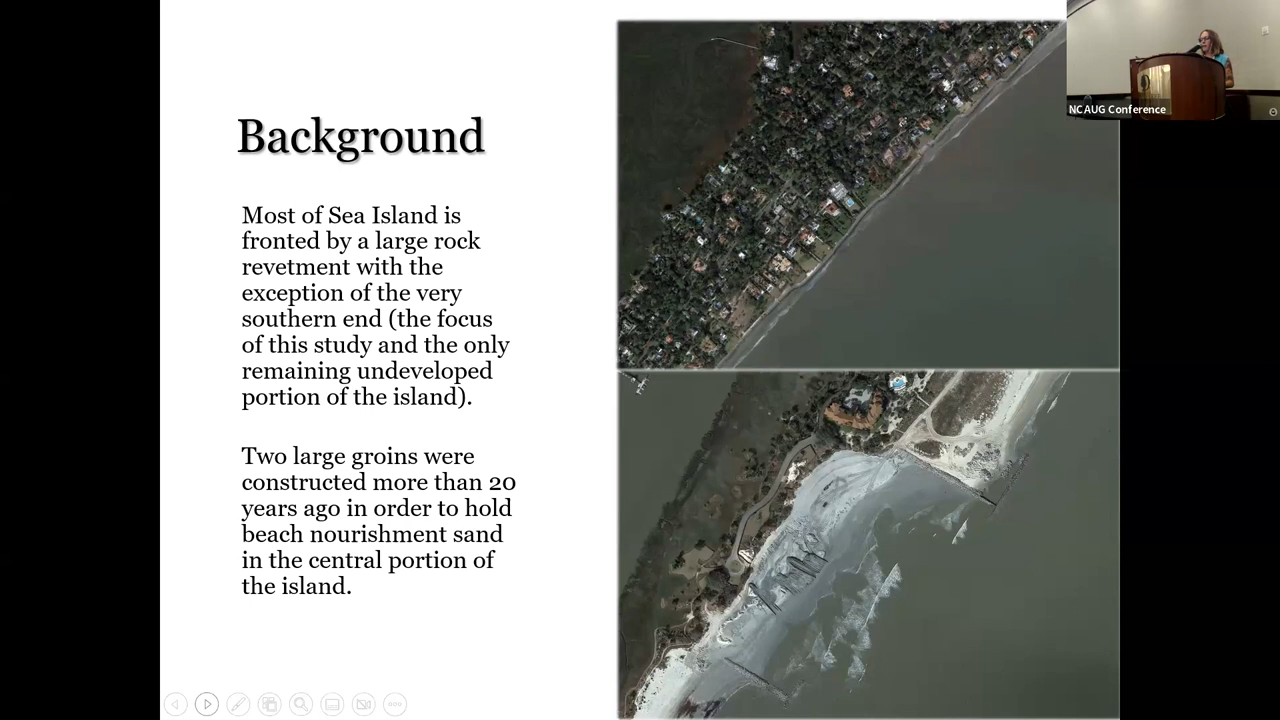 Background
Most of Sea Island is
fronted by a large rock
revetment with the
exception of the very
southern end (the focus
of this study and the only
remaining undeveloped
portion of the island).
Two large groins were
constructed more than 20
years ago in order to hold
beach nourishment sand
in the central portion of
the island.
NCAUG Conference